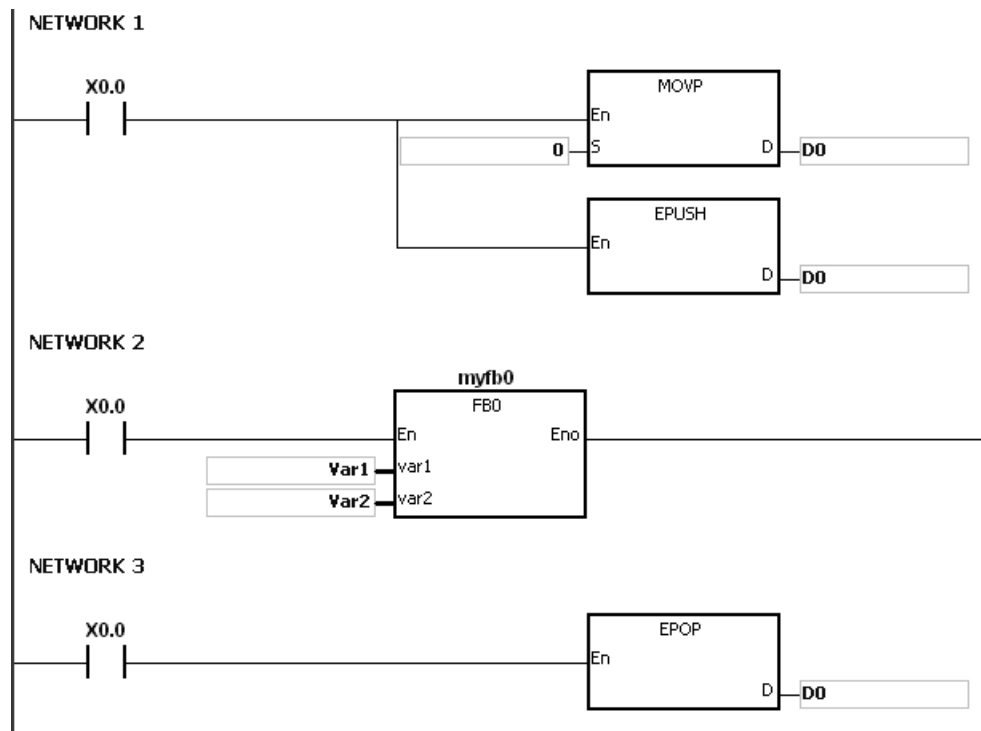 NETWORK 1
X0.0
MOVP
En
0 S D D0
EPUSH
En
D D0
NETWORK 2
X0.0
myfb0
FB0
En Eno
Var1 var1
Var2 var2
NETWORK 3
X0.0
EPOP
En
D D0